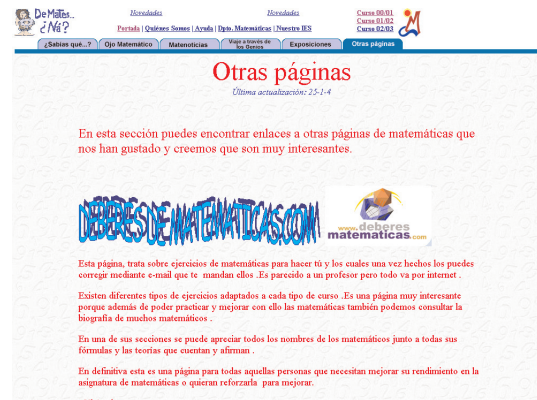 De Mates.. ¿Ná?
Novedades
Novedades
Portada | Quiénes Somos | Ayuda | Dpto. Matemáticas | Nuestro IES
Curso 00/01
Curso 01/02
Curso 02/03
¿Sabias qué...?
Ojo Matemático
Matenoticias
Viaje a través de
los Genios
Exposiciones
Otras páginas
Otras páginas
Última actualización: 25-1-4
En esta sección puedes encontrar enlaces a otras páginas de matemáticas que
nos han gustado y creemos que son muy interesantes.
DEBERESDEMATEMATICAS.COM
www.deberes
matematicas.com
Esta página, trata sobre ejercicios de matemáticas para hacer tú y los cuales una vez hechos los puedes
corregir mediante e-mail que te mandan ellos .Es parecido a un profesor pero todo va por internet .
Existen diferentes tipos de ejercicios adaptados a cada tipo de curso .Es una página muy interesante
porque además de poder practicar y mejorar con ello las matemáticas también podemos consultar la
biografía de muchos matemáticos .
En una de sus secciones se puede apreciar todos los nombres de los matemáticos junto a todas sus
fórmulas y las teorías que cuentan y afirman .
En definitiva esta es una página para todas aquellas personas que necesitan mejorar su rendimiento en la
asignatura de matemáticas o quieran reforzarla para mejorar.